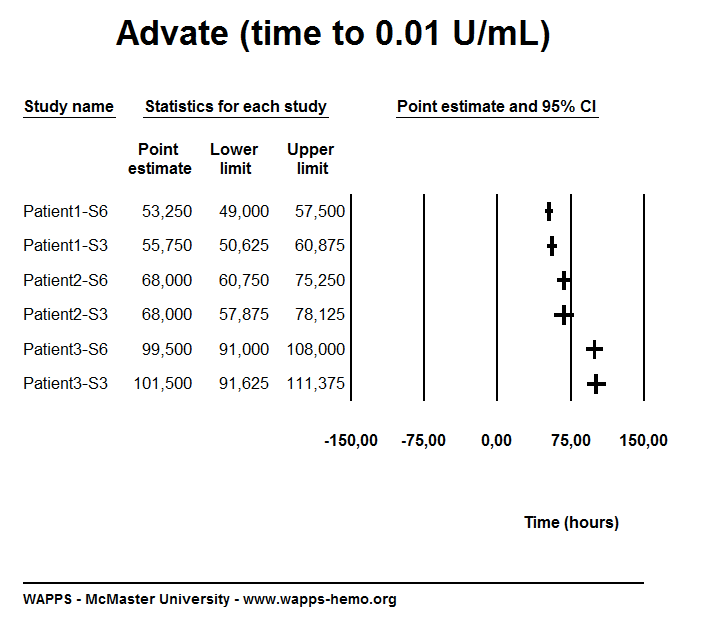 Advate (time to 0.01 U/mL)
Study name Statistics for each study Point estimate and 95% CI
Point Lower Upper
estimate limit limit
Patient1-S6 53,250 49,000 57,500
Patient1-S3 55,750 50,625 60,875
Patient2-S6 68,000 60,750 75,250
Patient2-S3 68,000 57,875 78,125
Patient3-S6 99,500 91,000 108,000
Patient3-S3 101,500 91,625 111,375
-150,00 -75,00 0,00 75,00 150,00
Time (hours)
WAPPS - McMaster University - www.wapps-hemo.org